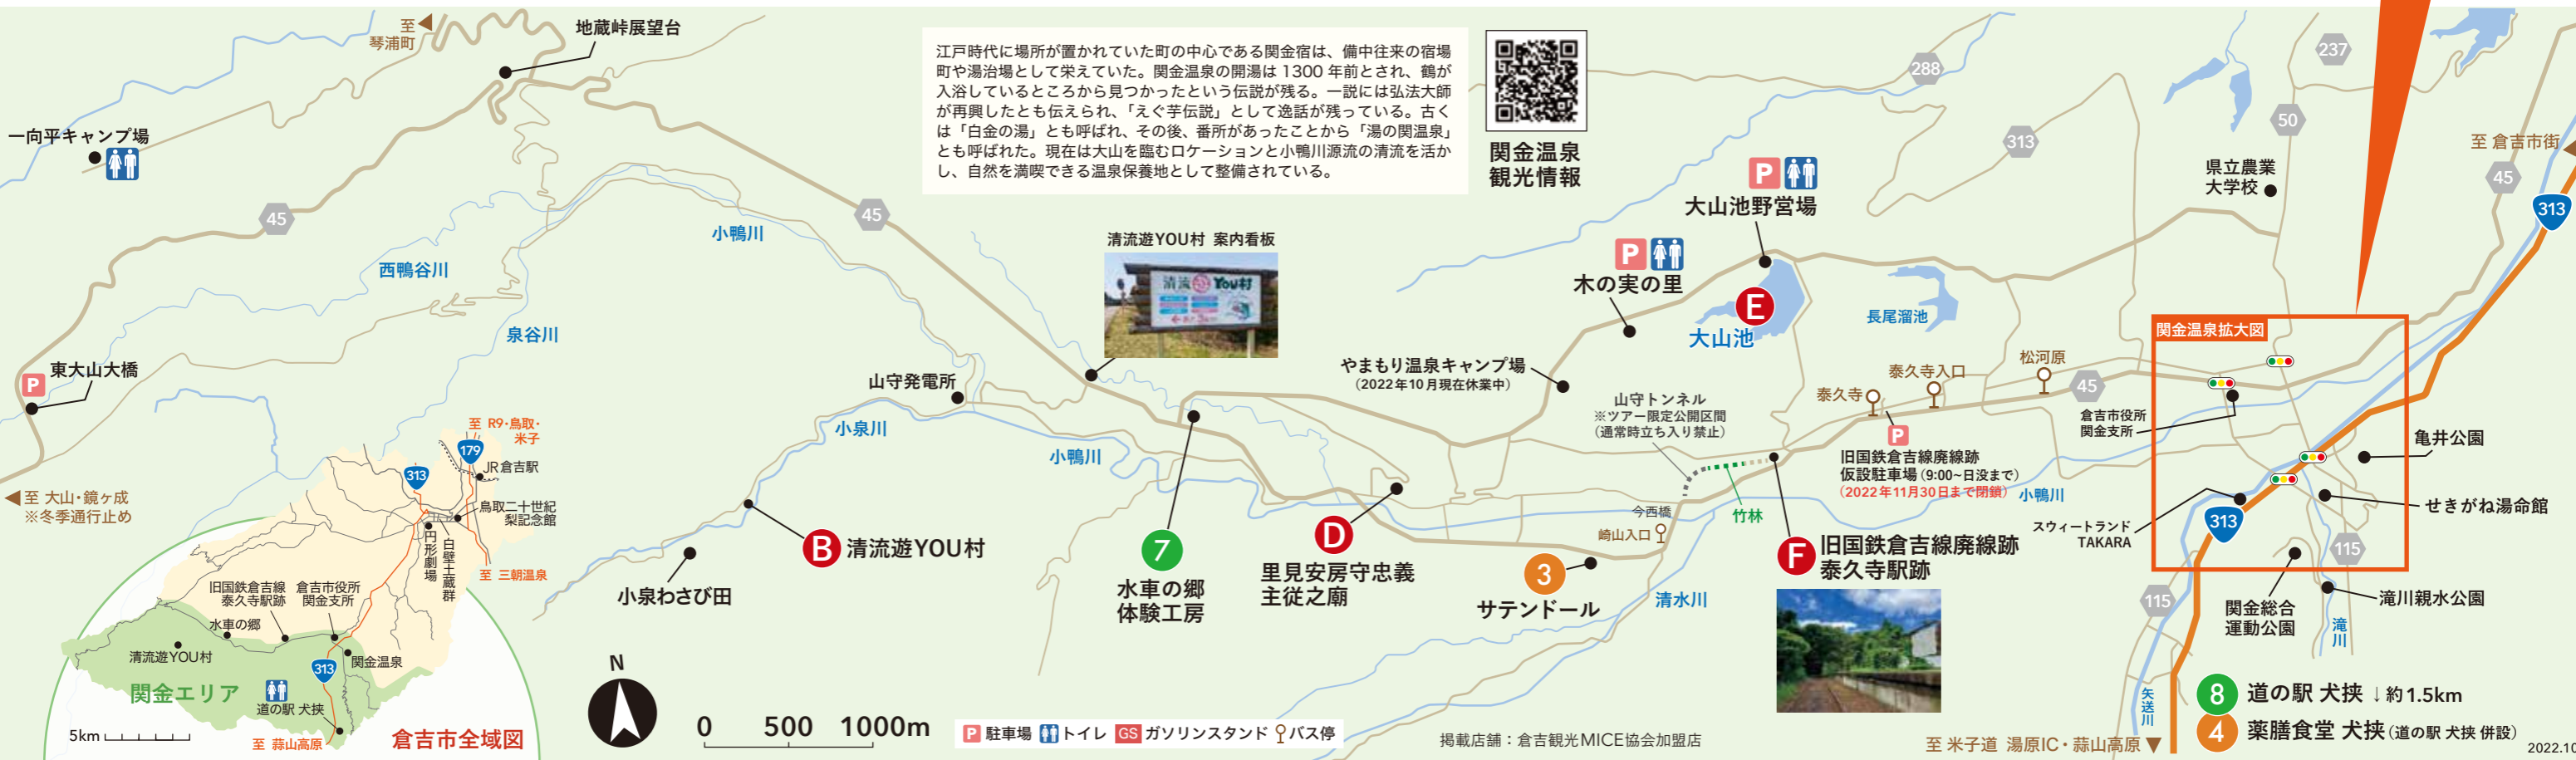 至
琴浦町
地蔵峠展望台
一向平キャンプ場
45
西鴨谷川
泉谷川
小鴨川
45
東大山大橋
P
至 大山・鏡ヶ成
※冬季通行止め
江戸時代に場所が置かれていた町の中心である関金宿は、備中往来の宿場
町や湯治場として栄えていた。関金温泉の開湯は1300 年前とされ、鶴が
入浴しているところから見つかったという伝説が残る。一説には弘法大師
が再興したとも伝えられ、「えぐ芋伝説」として逸話が残っている。古く
は「白金の湯」とも呼ばれ、その後、番所があったことから「湯の関温泉」
とも呼ばれた。現在は大山を臨むロケーションと小鴨川源流の清流を活か
し、自然を満喫できる温泉保養地として整備されている。
関金温泉
観光情報
清流遊YOU村 案内看板
清流 YOU村
山守発電所
小泉川
小鴨川
B 清流遊YOU村
小泉わさび田
7
水車の郷
体験工房
D
里見安房守忠義
主従之廟
やまもり温泉キャンプ場
(2022年10月現在休業中)
P
木の実の里
P
大山池野営場
E
大山池
長尾溜池
288
313
237
50
県立農業
大学校
至 倉吉市街
45
313
山守トンネル
※ツアー限定公開区間
(通常時立ち入り禁止)
竹林
今西橋
崎山入口
3
サテンドール
清水川
泰久寺
泰久寺入口
松河原
45
P
旧国鉄倉吉線廃線跡
仮設駐車場(9:00~日没まで)
(2022年11月30日まで閉鎖)
小鴨川
F 旧国鉄倉吉線廃線跡
泰久寺駅跡
関金温泉拡大図
倉吉市役所
関金支所
亀井公園
せきがね湯命館
スウィートランド
TAKARA
313
115
115
関金総合
運動公園
滝川親水公園
滝川
矢送川
8 道の駅 犬挟 ↓約1.5km
4 薬膳食堂 犬挟(道の駅 犬挟 併設)
至 米子道 湯原IC・蒜山高原
2022.10
至 R9・鳥取・
米子
179
313
JR倉吉駅
鳥取二十世紀
梨記念館
円形劇場
白壁土蔵群
至 三朝温泉
旧国鉄倉吉線
泰久寺駅跡
倉吉市役所
関金支所
水車の郷
清流遊YOU村
関金温泉
313
関金エリア
道の駅 犬挟
至 蒜山高原
5km
倉吉市全域図
N
0 500 1000m
P 駐車場 トイレ GS ガソリンスタンド バス停
掲載店舗：倉吉観光MICE協会加盟店